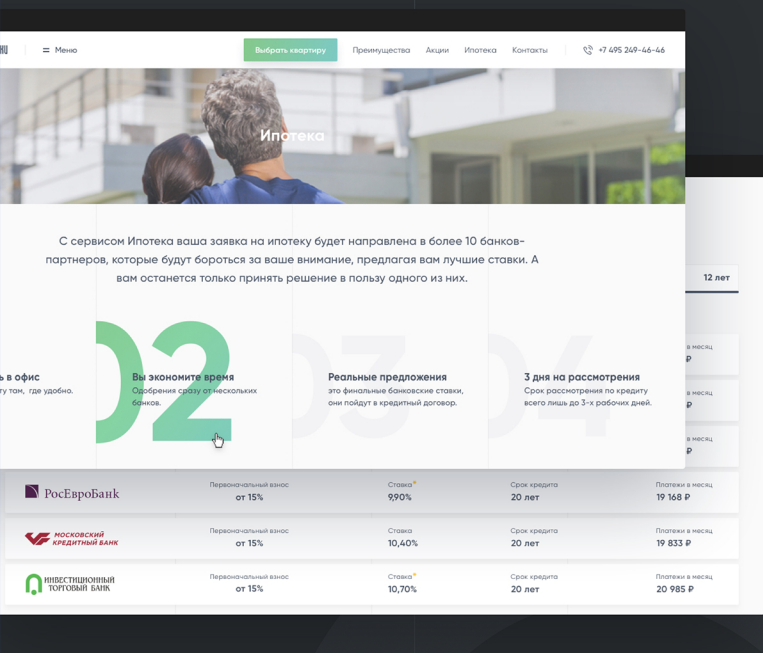 Меню
Выбрать квартиру
Преимущества
Акции
Ипотека
Контакты
+7 495 249-46-46
Ипотека
С сервисом Ипотека ваша заявка на ипотеку будет направлена в более 10 банков-
партнеров, которые будут бороться за ваше внимание, предлагая вам лучшие ставки. А
вам останется только принять решение в пользу одного из них.
12 лет
02
03
04
ь в офис
ту там, где удобно.
Вы экономите время
Одобрения сразу от нескольких
банков.
Реальные предложения
это финальные банковские ставки,
они пойдут в кредитный договор.
3 дня на рассмотрения
Срок рассмотрения по кредиту
всего лишь до 3-х рабочих дней.
в месяц
₽
в месяц
₽
в месяц
₽
РосЕвроБанк
Первоначальный взнос
от 15%
Ставка*
9,90%
Срок кредита
20 лет
Платежи в месяц
19 168 ₽
МОСКОВСКИЙ
КРЕДИТНЫЙ БАНК
Первоначальный взнос
от 15%
Ставка
10,40%
Срок кредита
20 лет
Платежи в месяц
19 833 ₽
ИНВЕСТИЦИОННЫЙ
ТОРГОВЫЙ БАНК
Первоначальный взнос
от 15%
Ставка*
10,70%
Срок кредита
20 лет
Платежи в месяц
20 985 ₽